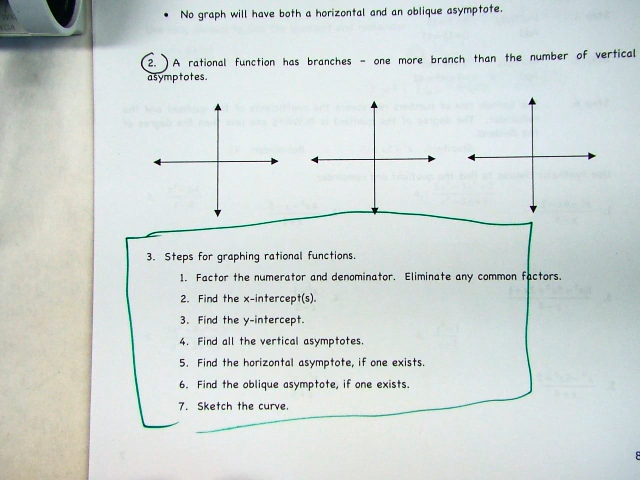 • No graph will have both a horizontal and an oblique asymptote.
2. A rational function has branches – one more branch than the number of vertical
asymptotes.
3. Steps for graphing rational functions.
1. Factor the numerator and denominator. Eliminate any common factors.
2. Find the x-intercept(s).
3. Find the y-intercept.
4. Find all the vertical asymptotes.
5. Find the horizontal asymptote, if one exists.
6. Find the oblique asymptote, if one exists.
7. Sketch the curve.
8